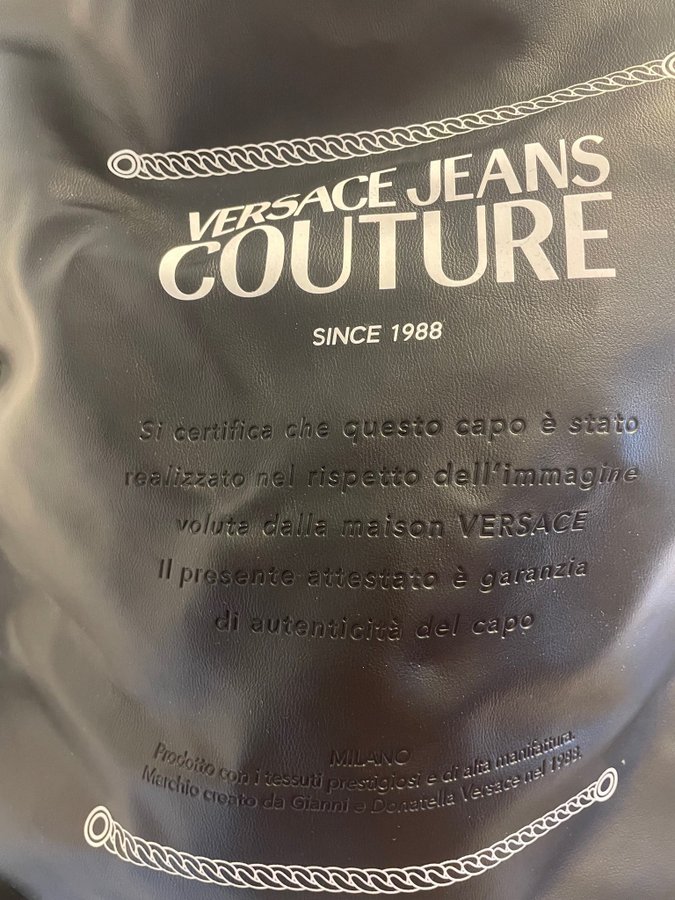 VERSACE JEANS
COUTURE
SINCE 1988
Si certifica che questo capo è stato
realizzato nel rispetto dell'immagine
voluta dalla maison VERSACE
Il presente attestato è garanzia
di autenticità del capo
MILANO
Prodotto con i tessuti prestigiosi e di alta manifattura.
Marchio creato da Gianni e Donatella Versace nel 1988.